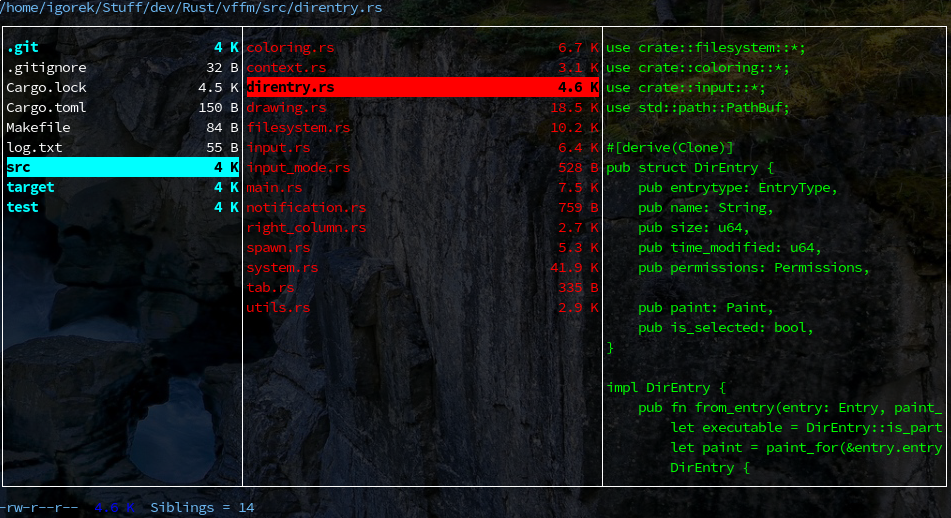 /home/igorek/Stuff/dev/Rust/vffm/src/direntry.rs
.git 4 K
.gitignore 32 B
Cargo.lock 4.5 K
Cargo.toml 150 B
Makefile 84 B
log.txt 55 B
src 4 K
target 4 K
test 4 K
coloring.rs 6.7 K
context.rs 3.1 K
direntry.rs 4.6 K
drawing.rs 18.5 K
filesystem.rs 10.2 K
input.rs 6.4 K
input_mode.rs 528 B
main.rs 7.5 K
notification.rs 759 B
right_column.rs 2.7 K
spawn.rs 5.3 K
system.rs 41.9 K
tab.rs 335 B
utils.rs 2.9 K
use crate::filesystem::*;
use crate::coloring::*;
use crate::input::*;
use std::path::PathBuf;
#[derive(Clone)]
pub struct DirEntry {
pub entrytype: EntryType,
pub name: String,
pub size: u64,
pub time_modified: u64,
pub permissions: Permissions,
pub paint: Paint,
pub is_selected: bool,
}
impl DirEntry {
pub fn from_entry(entry: Entry, paint_
let executable = DirEntry::is_part
let paint = paint_for(&entry.entry
DirEntry {
-rw-r--r-- 4.6 K Siblings = 14